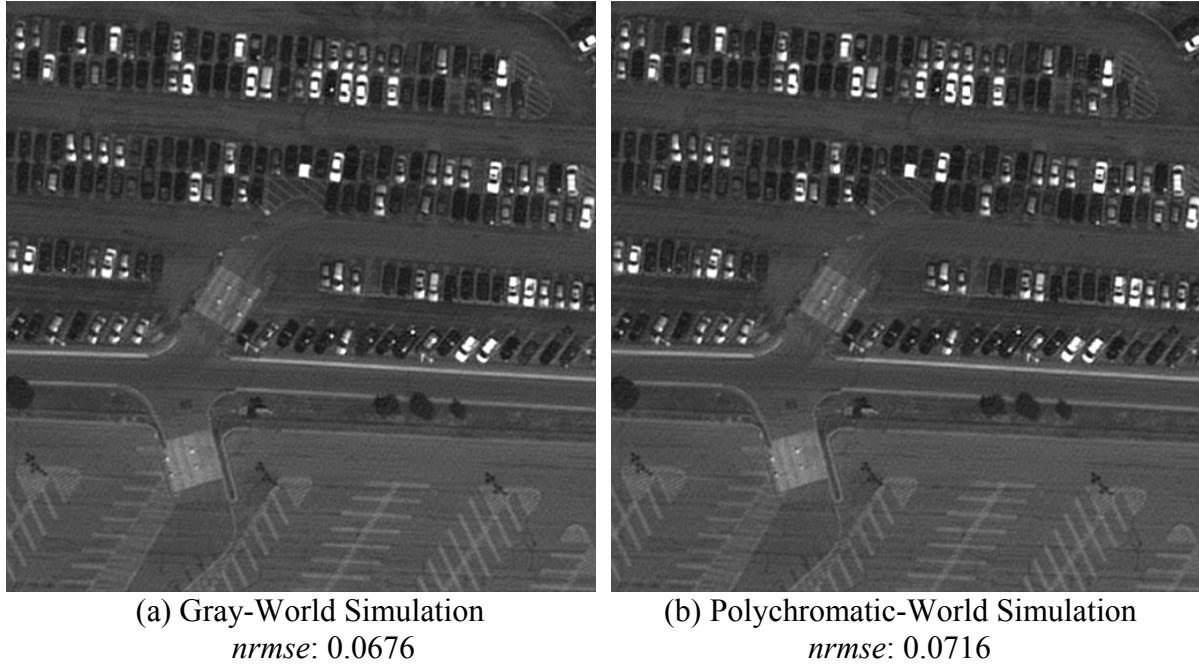 (a) Gray-World Simulation
nrmse: 0.0676
(b) Polychromatic-World Simulation
nrmse: 0.0716